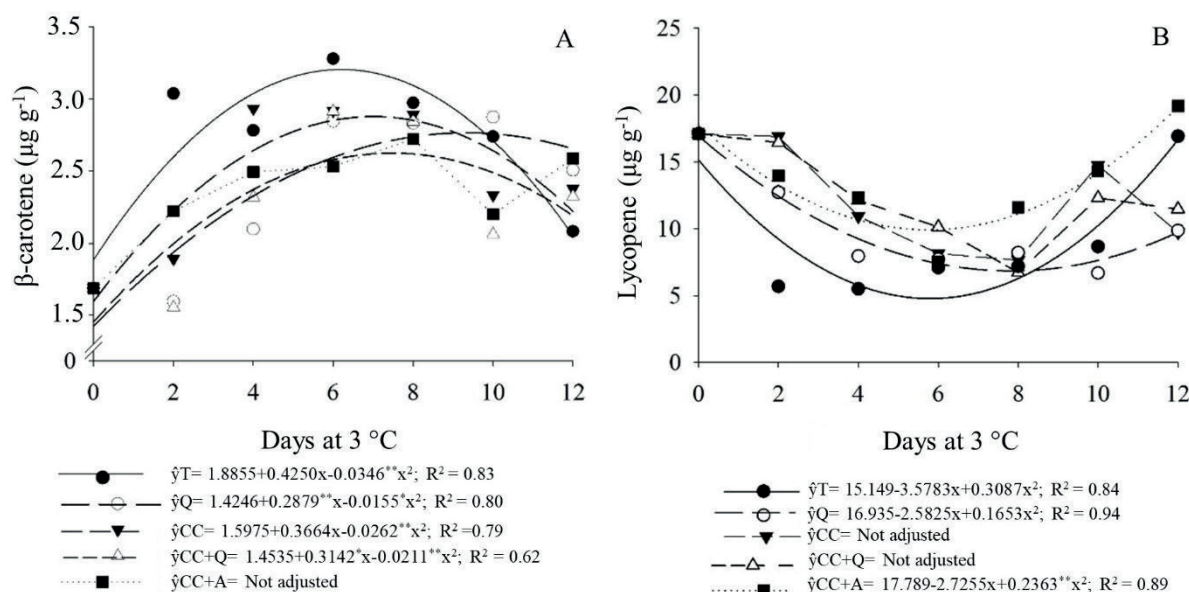 A
β-carotene (µg g⁻¹)
3.5
3.0
2.5
2.0
1.5
0
0 2 4 6 8 10 12
Days at 3 °C
ŷT= 1.8855+0.4250x-0.0346**x²; R² = 0.83
ŷQ= 1.4246+0.2879**x-0.0155*x²; R² = 0.80
ŷCC= 1.5975+0.3664x-0.0262**x²; R² =0.79
ŷCC+Q= 1.4535+0.3142*x-0.0211**x²; R² = 0.62
ŷCC+A= Not adjusted
B
Lycopene (µg g⁻¹)
25
20
15
10
5
0
0 2 4 6 8 10 12
Days at 3 °C
ŷT= 15.149-3.5783x+0.3087x²; R² = 0.84
ŷQ= 16.935-2.5825x+0.1653x²; R² = 0.94
ŷCC= Not adjusted
ŷCC+Q= Not adjusted
ŷCC+A= 17.789-2.7255x+0.2363**x²; R² = 0.89